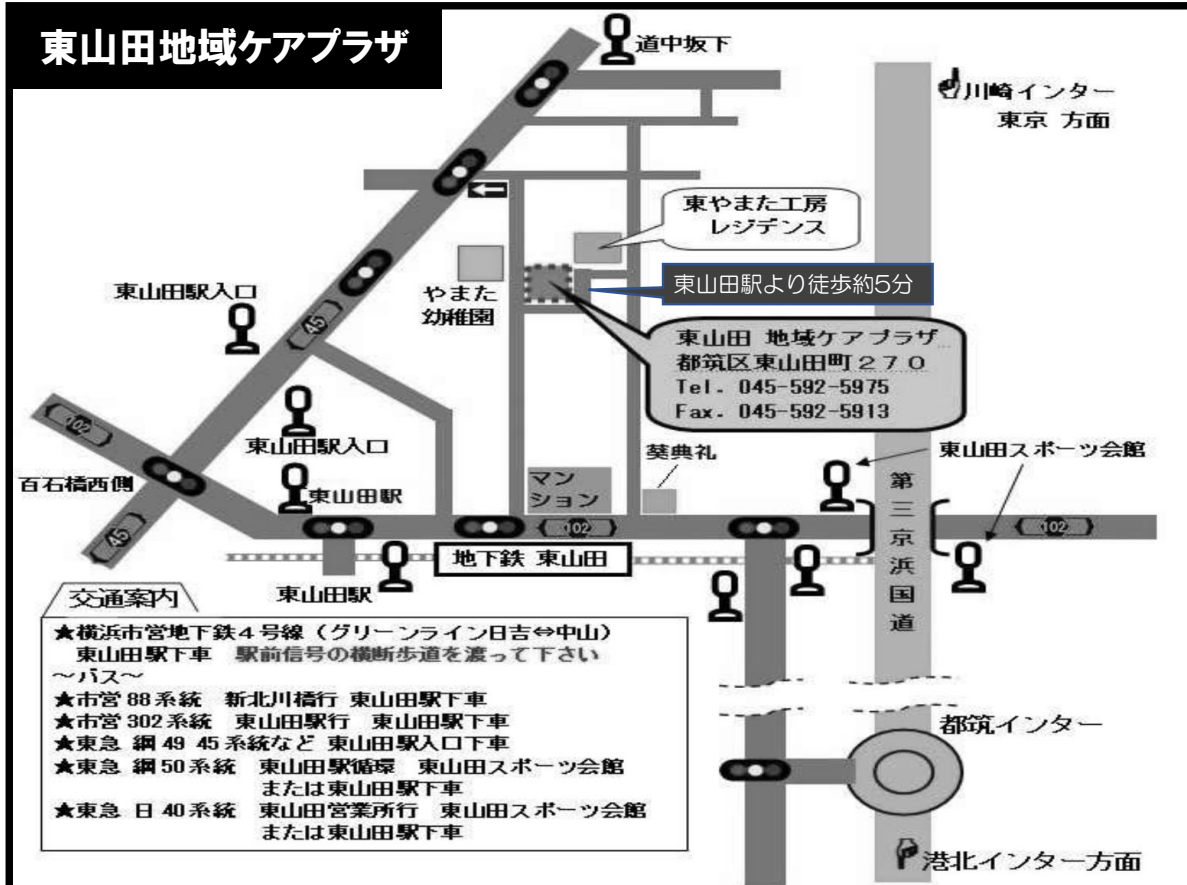 東山田地域ケアプラザ
道中坂下
川崎インター
東京 方面
東やまた工房
レジデンス
東山田駅より徒歩約5分
やまた
幼稚園
東山田駅入口
45
東山田 地域ケアプラザ
都筑区東山田町270
Tel. 045-592-5975
Fax. 045-592-5913
102
東山田駅入口
百石橋西側
東山田駅
マン
ション
葵典礼
東山田スポーツ会館
第三京浜国道
45
102
102
地下鉄 東山田
東山田駅
交通案内
★横浜市営地下鉄4号線(グリーンライン日吉⇔中山)
東山田駅下車 駅前信号の横断歩道を渡って下さい
～バス～
★市営88系統 新北川橋行 東山田駅下車
★市営302系統 東山田駅行 東山田駅下車
★東急 綱49 45系統など 東山田駅入口下車
★東急 綱50系統 東山田駅循環 東山田スポーツ会館
または東山田駅下車
★東急 日40系統 東山田営業所行 東山田スポーツ会館
または東山田駅下車
都筑インター
港北インター方面